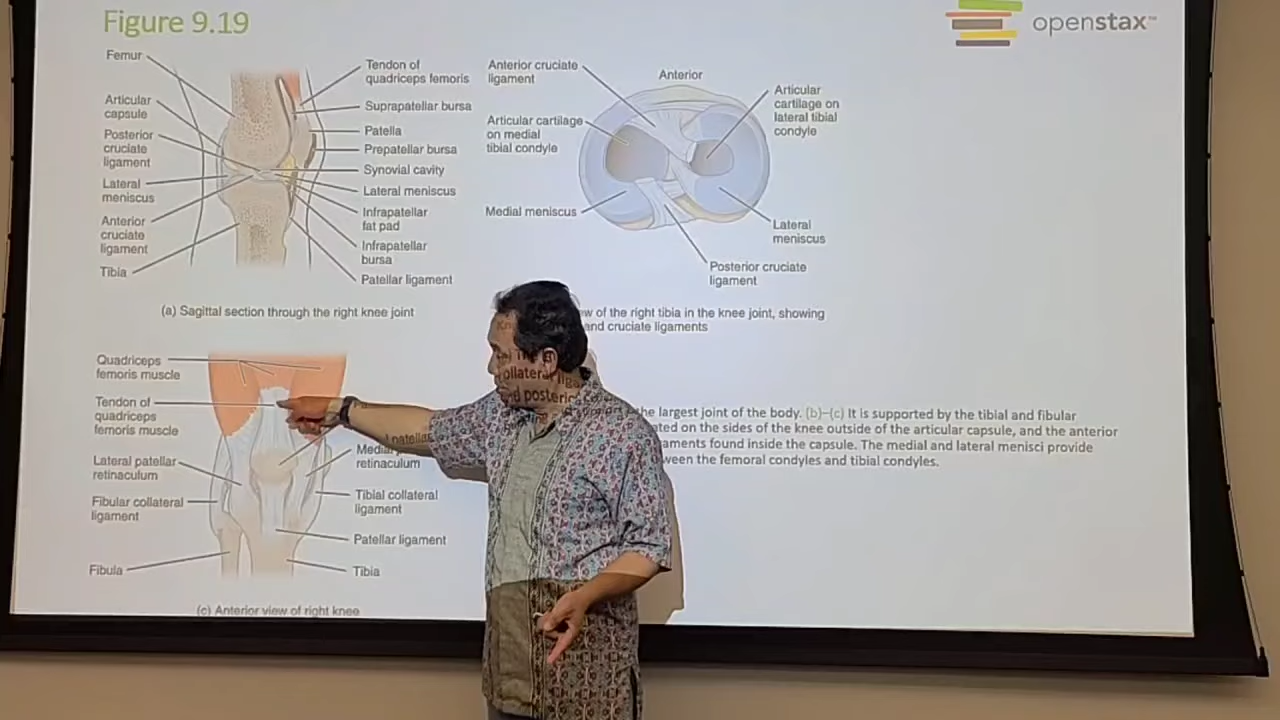 Figure 9.19
openstax™
Femur
Articular
capsule
Posterior
cruciate
ligament
Lateral
meniscus
Anterior
cruciate
ligament
Tibia
Tendon of
quadriceps femoris
Suprapatellar bursa
Patella
Prepatellar bursa
Synovial cavity
Lateral meniscus
Infrapatellar
fat pad
Infrapatellar
bursa
Patellar ligament
(a) Sagittal section through the right knee joint
Anterior cruciate
ligament
Anterior
Articular
cartilage on
lateral tibial
condyle
Articular cartilage
on medial
tibial condyle
Medial meniscus
Lateral
meniscus
Posterior cruciate
ligament
of the right tibia in the knee joint, showing
and cruciate ligaments
Quadriceps
femoris muscle
Tendon of
quadriceps
femoris muscle
Lateral patellar
retinaculum
Fibular collateral
ligament
Fibula
retinaculum
Tibial collateral
ligament
Patellar ligament
Tibia
(c) Anterior view of right knee
the largest joint of the body. (b)–(c) It is supported by the tibial and fibular
on the sides of the knee outside of the articular capsule, and the anterior
found inside the capsule. The medial and lateral menisci provide
the femoral condyles and tibial condyles.